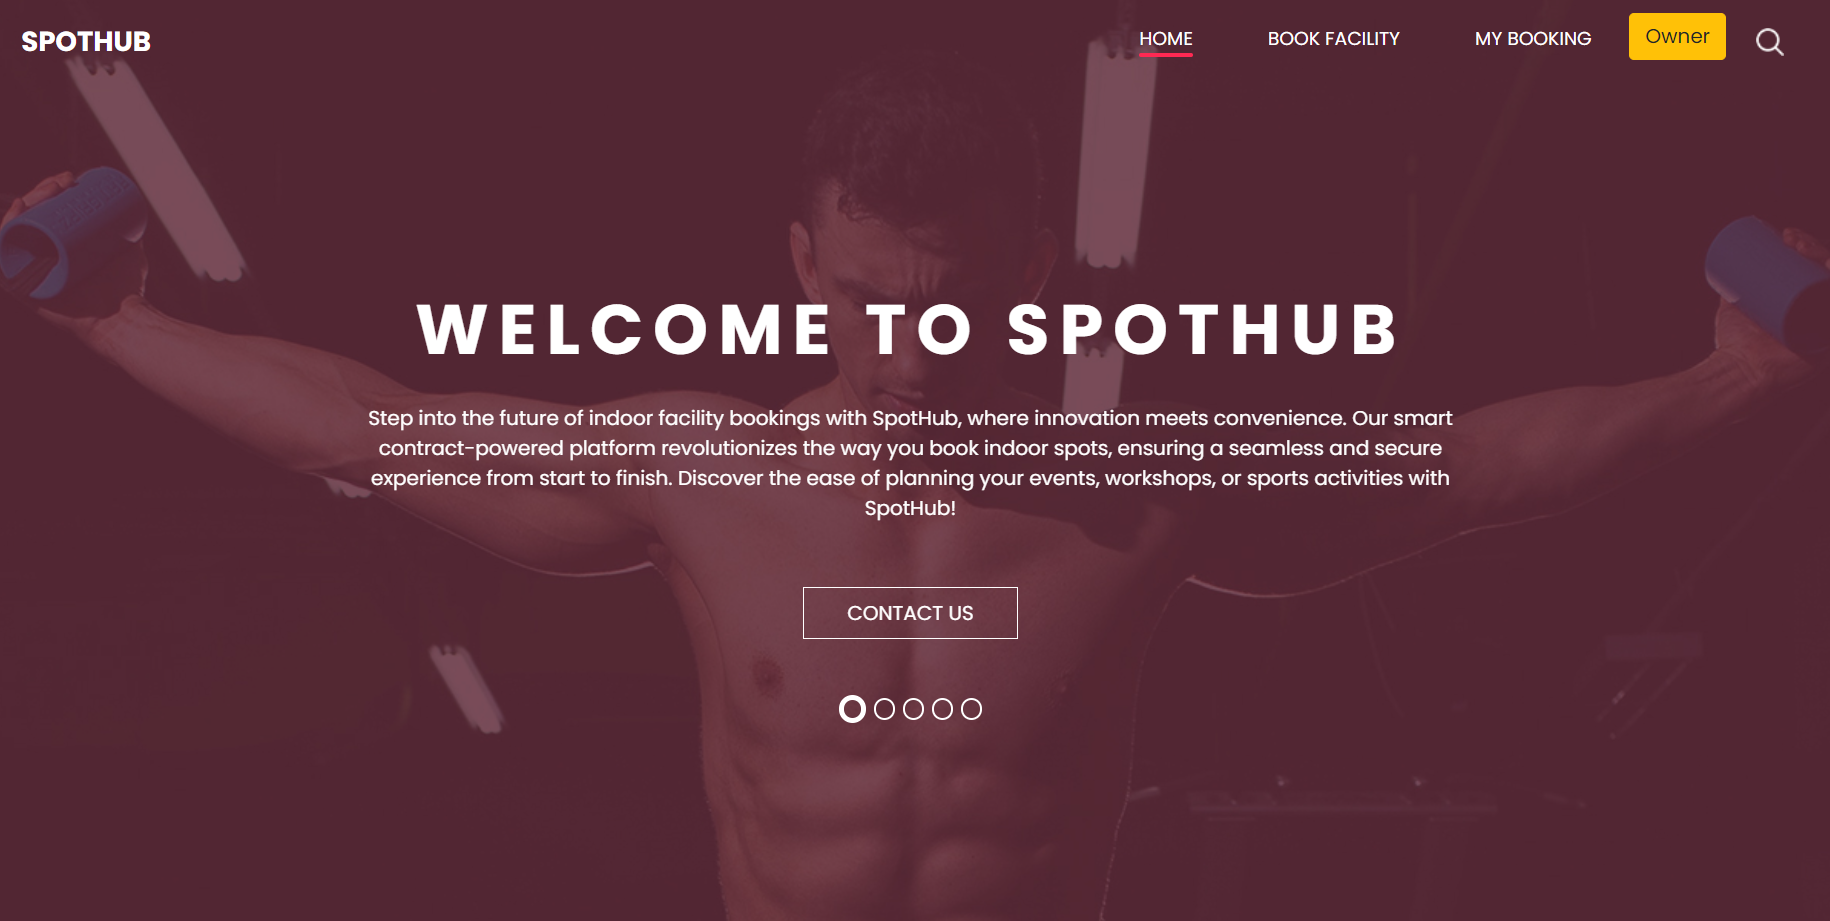 SPOTHUB
HOME
BOOK FACILITY
MY BOOKING
Owner
WELCOME TO SPOTHUB
Step into the future of indoor facility bookings with SpotHub, where innovation meets convenience. Our smart
contract-powered platform revolutionizes the way you book indoor spots, ensuring a seamless and secure
experience from start to finish. Discover the ease of planning your events, workshops, or sports activities with
SpotHub!
CONTACT US